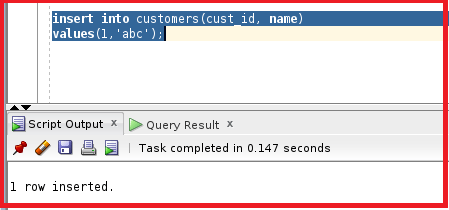 insert into customers(cust_id, name)
values(1,'abc');
Script Output x Query Result x
Task completed in 0.147 seconds
1 row inserted.